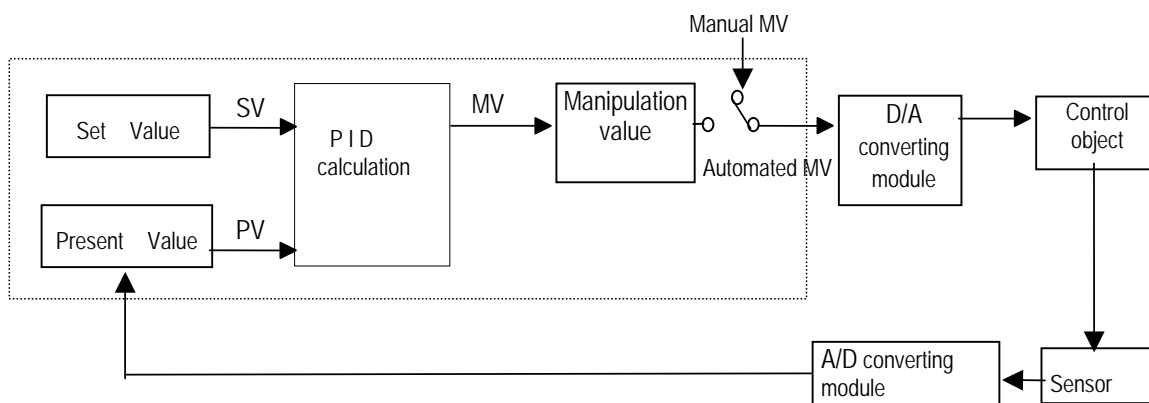 Manual MV
Set Value
SV
P I D
calculation
MV
Manipulation
value
Automated MV
D/A
converting
module
Control
object
Present Value
PV
A/D converting
module
Sensor